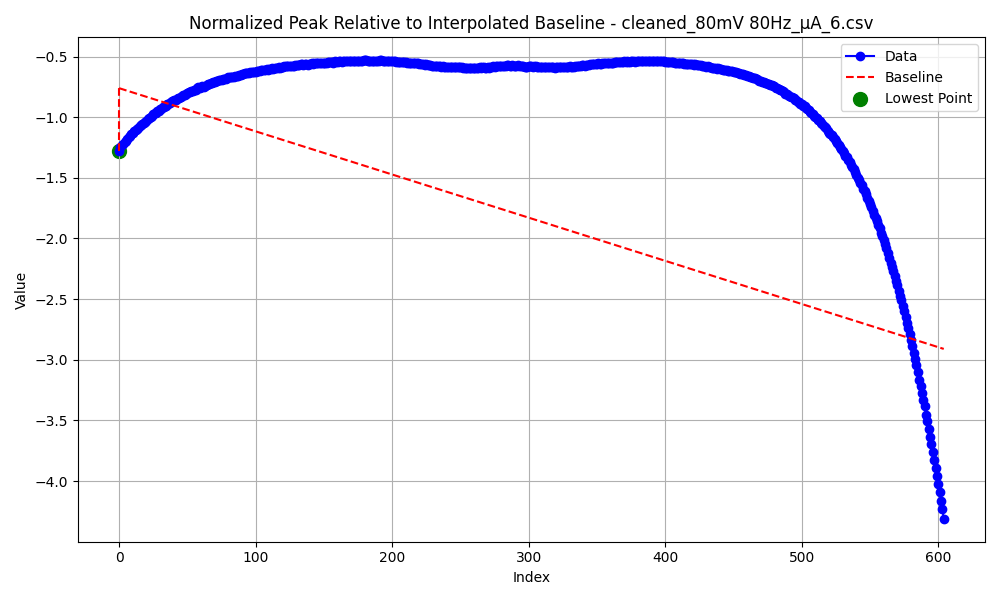 Normalized Peak Relative to Interpolated Baseline - cleaned_80mV 80Hz_μA_6.csv
Data
Baseline
Lowest Point
−0.5
−1.0
−1.5
−2.0
−2.5
−3.0
−3.5
−4.0
Value
0 100 200 300 400 500 600
Index